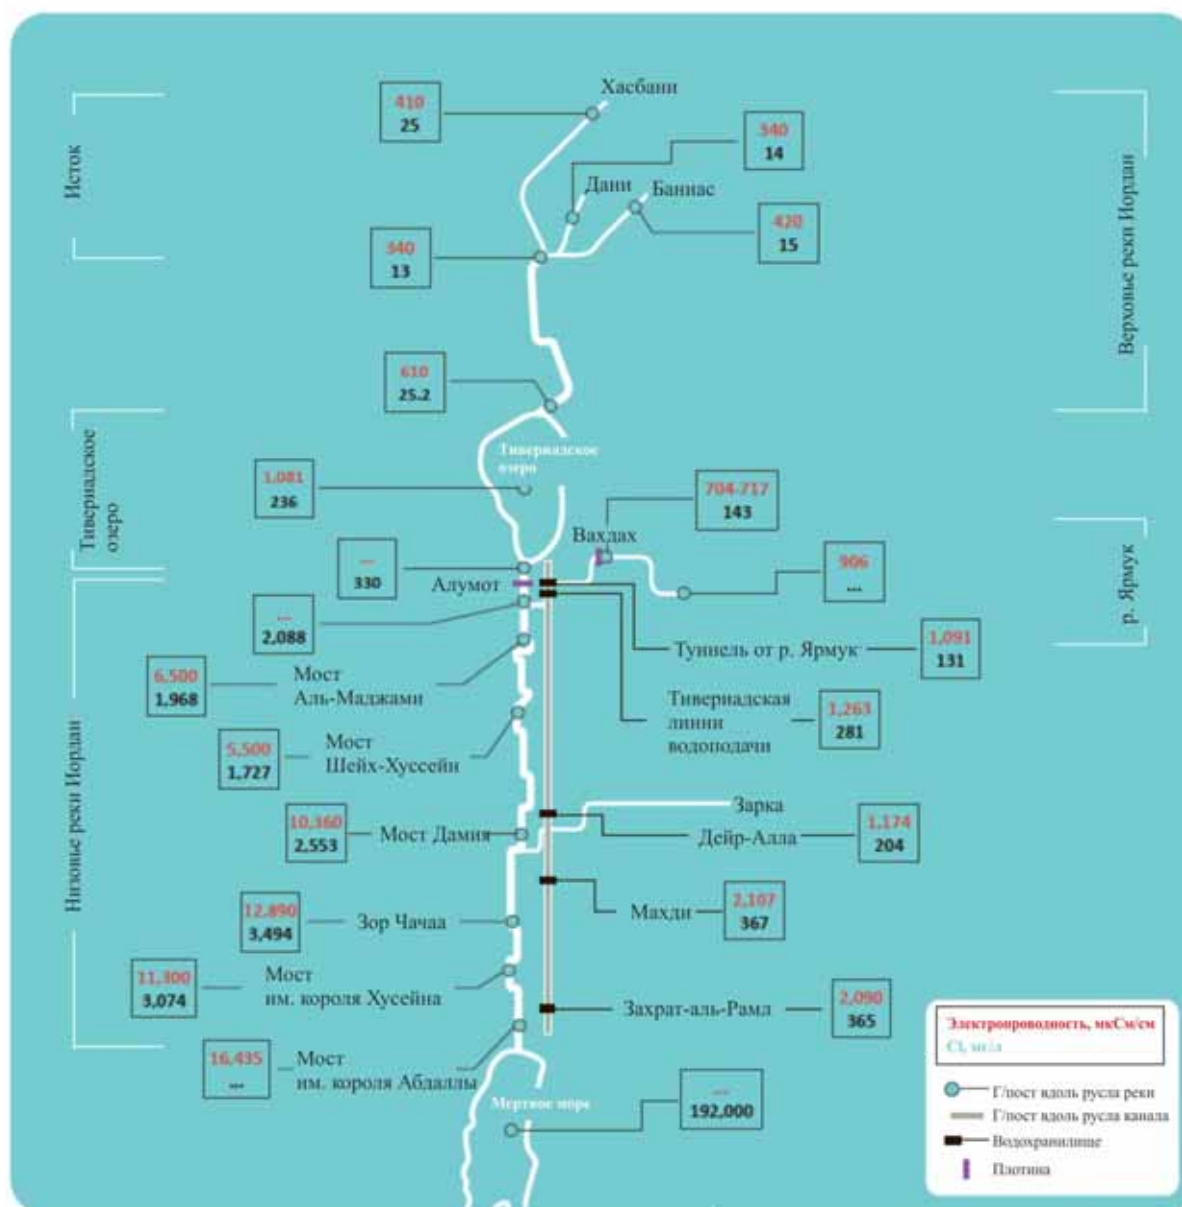 Хасбани
410
25
340
14
Исток
Дани
Баниас
420
15
340
13
Верховье реки Иордан
610
25.2
Тивериадское
озеро
Тивериадское
озеро
1,081
236
704-717
143
Вахдах
---
330
Алумот
906
...
р. Ярмук
...
2,088
Туннель от р. Ярмук
1,091
131
6,500
1,968
Мост
Аль-Маджами
Тивериадская
линии
водоподачи
1,263
281
5,500
1,727
Мост
Шейх-Хуссейн
Низовье реки Иордан
Зарка
10,360
2,553
Мост Дамия
Дейр-Алла
1,174
204
12,890
3,494
Зор Чачаа
Махди
2,107
367
11,300
3,074
Мост
им. короля Хусейна
Захрат-аль-Рамл
2,090
365
16,435
...
Мост
им. короля Абдаллы
Мертвое море
....
192,000
Электропроводность, мкСм/см
Cl, мг/л
Г/пост вдоль русла реки
Г/пост вдоль русла канала
Водохранилище
Плотина